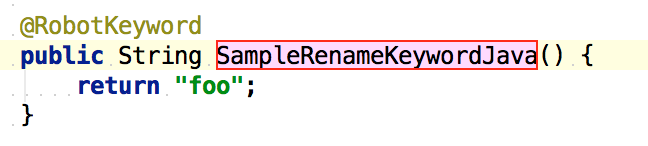 @RobotKeyword
public String SampleRenameKeywordJava() {
    return "foo";
}